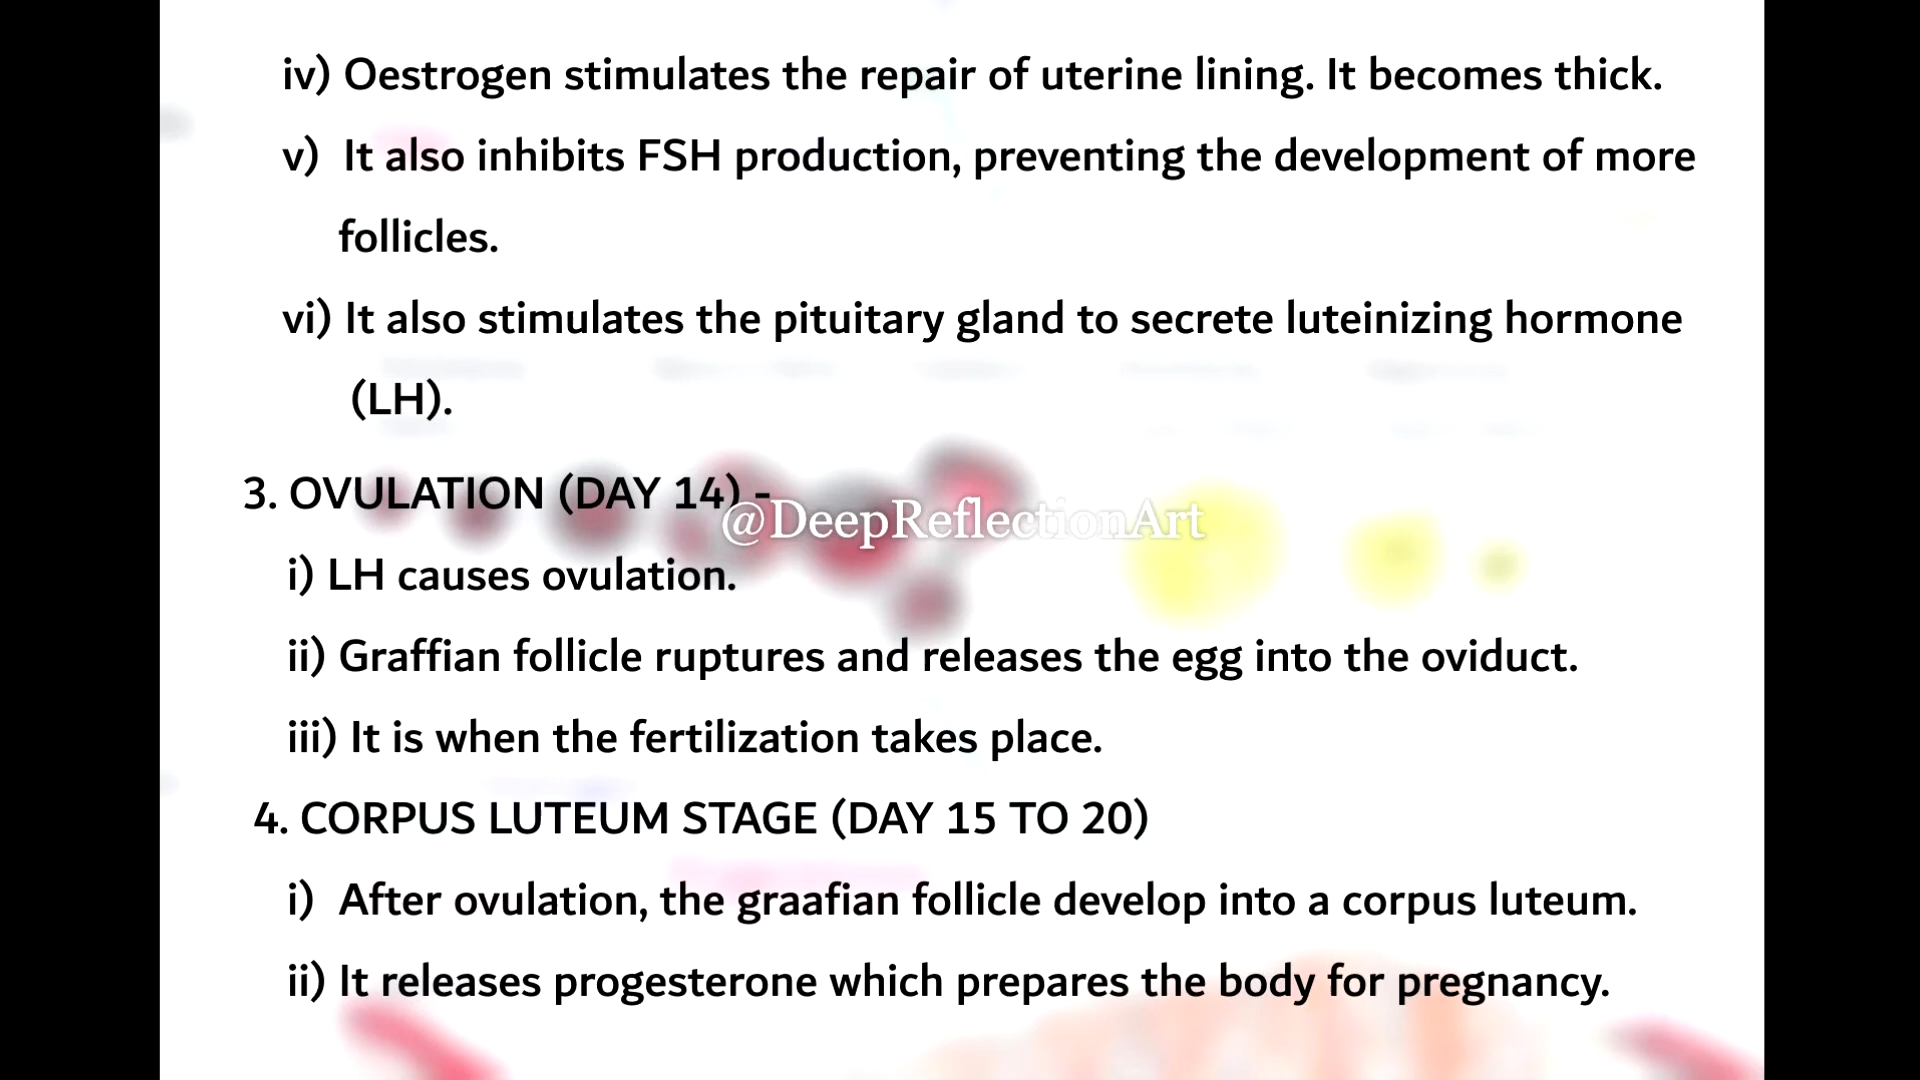 iv) Oestrogen stimulates the repair of uterine lining. It becomes thick.
v) It also inhibits FSH production, preventing the development of more
follicles.
vi) It also stimulates the pituitary gland to secrete luteinizing hormone
(LH).
3. OVULATION (DAY 14) -
@DeepReflectionArt
i) LH causes ovulation.
ii) Graffian follicle ruptures and releases the egg into the oviduct.
iii) It is when the fertilization takes place.
4. CORPUS LUTEUM STAGE (DAY 15 TO 20)
i) After ovulation, the graafian follicle develop into a corpus luteum.
ii) It releases progesterone which prepares the body for pregnancy.